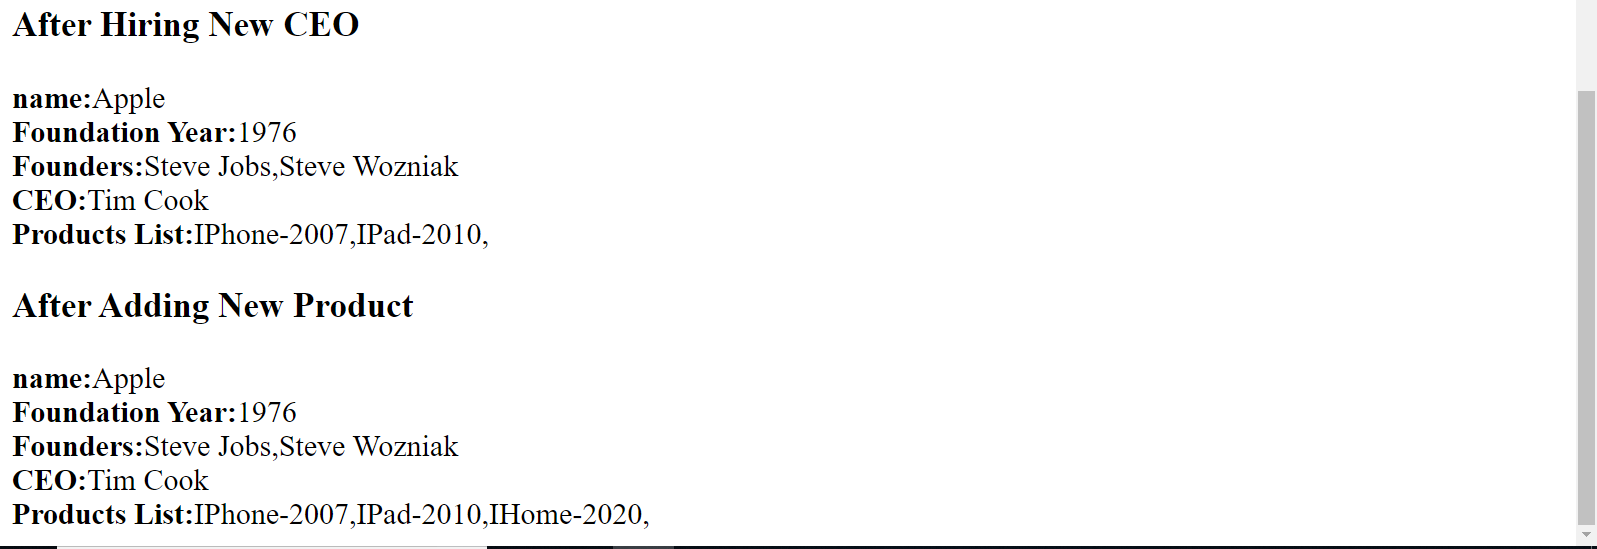 After Hiring New CEO
name:Apple
Foundation Year:1976
Founders:Steve Jobs,Steve Wozniak
CEO:Tim Cook
Products List:IPhone-2007,IPad-2010,
After Adding New Product
name:Apple
Foundation Year:1976
Founders:Steve Jobs,Steve Wozniak
CEO:Tim Cook
Products List:IPhone-2007,IPad-2010,IHome-2020,